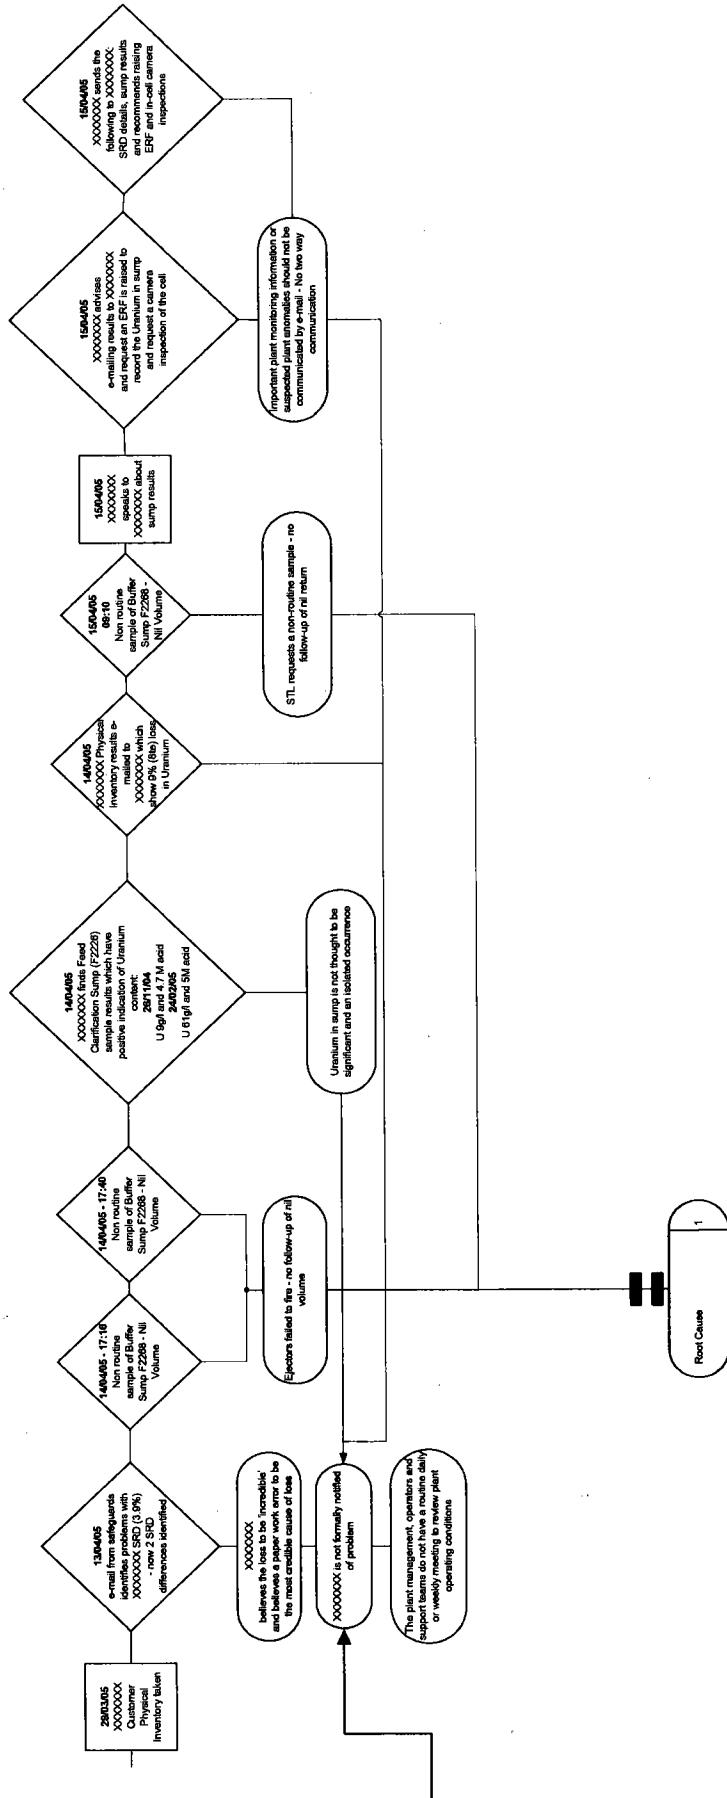 29/03/05
XXXXXXX
Customer
Physical
Inventory taken
13/04/05
e-mail from safeguards
identifies problems with
XXXXXXX SRD (3.9%)
- now 2 SRD
differences identified
14/04/05 - 17:16
Non routine
sample of Buffer
Sump F2268 - Nil
Volume
14/04/05 - 17:40
Non routine
sample of Buffer
Sump F2268 - Nil
Volume
14/04/05
XXXXXXX finds Feed
Clarification Sump (F2226)
sample results which have
positive indication of Uranium
content:
26/11/04
U 9g/l and 4.7 M acid
24/02/05
U 61g/l and 5M acid
14/04/05
XXXXXXX Physical
Inventory results e-
mailed to
XXXXXXX which
show 9% (8te) loss
in Uranium
15/04/05
09:10
Non routine
sample of Buffer
Sump F2268 -
Nil Volume
15/04/05
XXXXXXX
speaks to
XXXXXXX about
sump results
15/04/05
XXXXXXX advises
e-mailing results to XXXXXXX
and request an ERF is raised to
record the Uranium in sump
and request a camera
inspection of the cell
15/04/05
XXXXXXX sends the
following to XXXXXXX:
SRD details, sump results
and recommends raising
ERF and in-cell camera
inspections
XXXXXXX
believes the loss to be 'incredible'
and believes a paper work error to be
the most credible cause of loss
XXXXXXX is not formally notified
of problem
The plant management, operators and
support teams do not have a routine daily
or weekly meeting to review plant
operating conditions
Ejectors failed to fire - no follow-up of nil
volume
Uranium in sump is not thought to be
significant and an isolated occurrence
STL requests a non-routine sample - no
follow-up of nil return
Important plant monitoring information or
suspected plant anomalies should not be
communicated by e-mail - No two way
communication
Root Cause
1